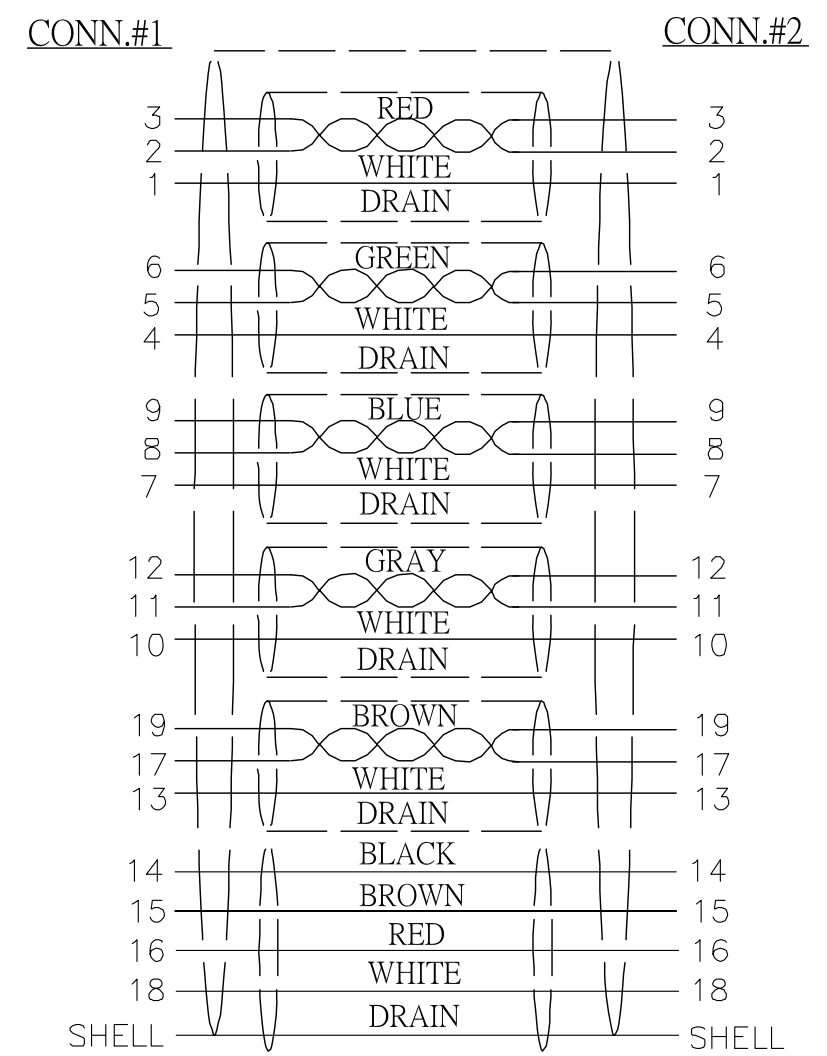 CONN.#1 CONN.#2
RED
3 3
2 2
WHITE
1 1
DRAIN
GREEN
6 6
5 5
WHITE
4 4
DRAIN
BLUE
9 9
8 8
WHITE
7 7
DRAIN
GRAY
12 12
11 11
WHITE
10 10
DRAIN
BROWN
19 19
17 17
WHITE
13 13
DRAIN
BLACK
14 14
BROWN
15 15
RED
16 16
WHITE
18 18
DRAIN
SHELL SHELL